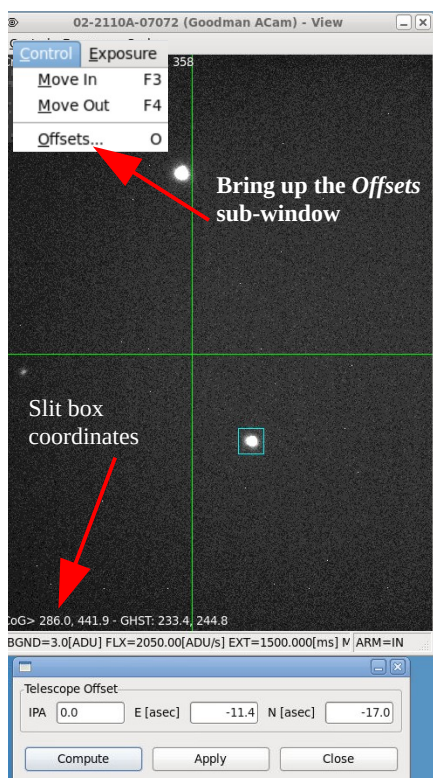 02-2110A-07072 (Goodman ACam) - View
Control Exposure
358
Move In F3
Move Out F4
Offsets... O
Bring up the Offsets
sub-window
Slit box
coordinates
CoG> 286.0, 441.9 - GHST: 233.4, 244.8
BGND=3.0[ADU] FLX=2050.00[ADU/s] EXT=1500.000[ms] M ARM=IN
Telescope Offset
IPA 0.0 E [asec] -11.4 N [asec] -17.0
Compute Apply Close